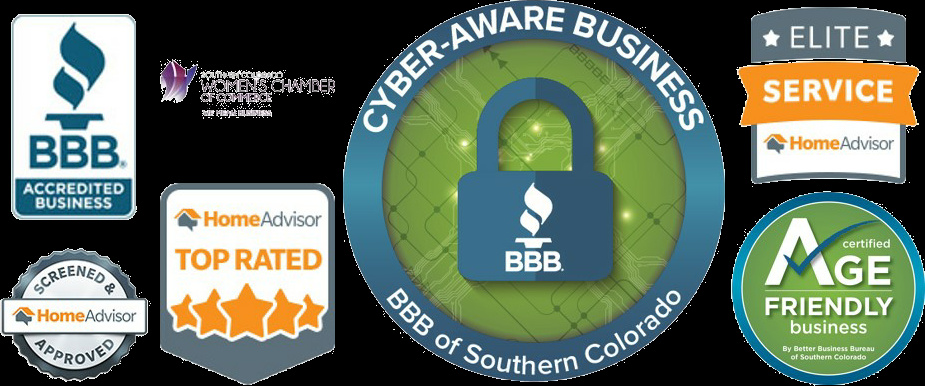 BBB
ACCREDITED
BUSINESS
WOMEN'S CHAMBER
OF COMMERCE
CYBER-AWARE BUSINESS
BBB
BBB of Southern Colorado
ELITE
SERVICE
HomeAdvisor
SCREENED &
HomeAdvisor
APPROVED
HomeAdvisor
TOP RATED
certified
AGE
FRIENDLY
business
By Better Business Bureau
of Southern Colorado